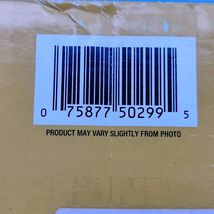 0 75877 50299 5
PRODUCT MAY VARY SLIGHTLY FROM PHOTO